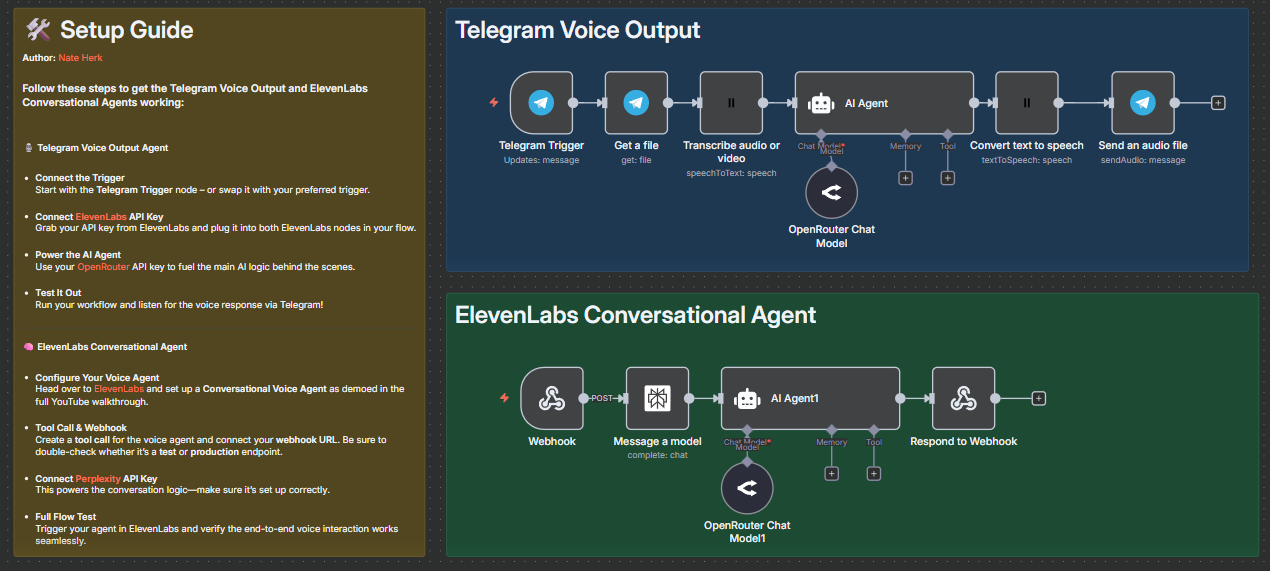 🛠 Setup Guide
Author: Nate Herk
Follow these steps to get the Telegram Voice Output and ElevenLabs
Conversational Agents working:
Telegram Voice Output Agent
• Connect the Trigger
Start with the Telegram Trigger node – or swap it with your preferred trigger.
• Connect ElevenLabs API Key
Grab your API key from ElevenLabs and plug it into both ElevenLabs nodes in your flow.
• Power the AI Agent
Use your OpenRouter API key to fuel the main AI logic behind the scenes.
• Test It Out
Run your workflow and listen for the voice response via Telegram!
🧠 ElevenLabs Conversational Agent
• Configure Your Voice Agent
Head over to ElevenLabs and set up a Conversational Voice Agent as demoed in the
full YouTube walkthrough.
• Tool Call & Webhook
Create a tool call for the voice agent and connect your webhook URL. Be sure to
double-check whether it's a test or production endpoint.
• Connect Perplexity API Key
This powers the conversation logic—make sure it's set up correctly.
• Full Flow Test
Trigger your agent in ElevenLabs and verify the end-to-end voice interaction works
seamlessly.
Telegram Voice Output
Telegram Trigger
Updates: message
Get a file
get: file
Transcribe audio or
video
speechToText: speech
AI Agent
Chat Model*
Model
Memory
Tool
OpenRouter Chat
Model
Convert text to speech
textToSpeech: speech
Send an audio file
sendAudio: message
ElevenLabs Conversational Agent
Webhook
POST
Message a model
complete: chat
AI Agent1
Chat Model*
Model
Memory
Tool
OpenRouter Chat
Model1
Respond to Webhook